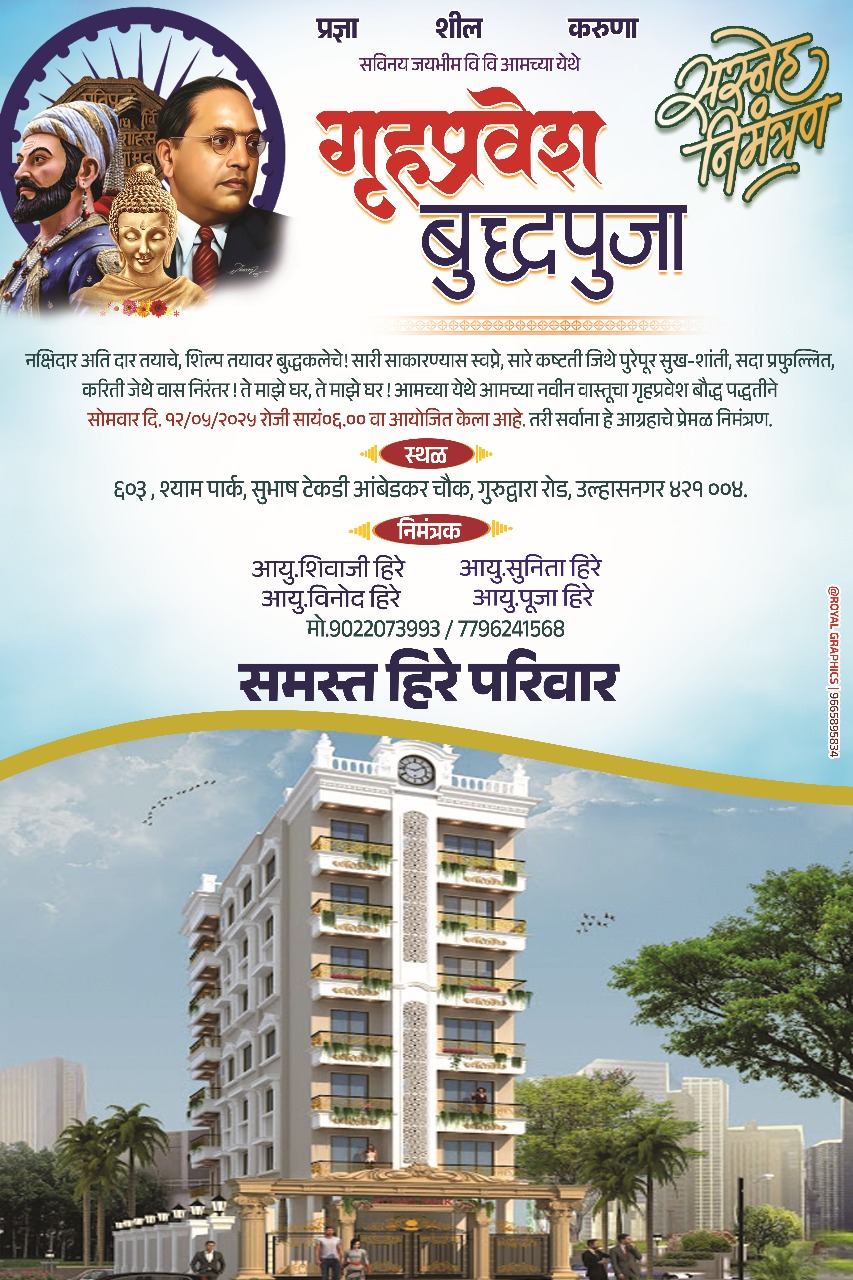 प्रज्ञा शील करुणा
सविनय जयभीम वि वि आमच्या येथे
सस्नेह
निमंत्रण
गृहप्रवेश
बुद्धपुजा
नक्षिदार अति दार तयाचे, शिल्प तयावर बुद्धकलेचे! सारी साकारण्यास स्वप्ने, सारे कष्टती जिथे पुरेपूर सुख-शांती, सदा प्रफुल्लित,
करिती जेथे वास निरंतर ! ते माझे घर, ते माझे घर ! आमच्या येथे आमच्या नवीन वास्तूचा गृहप्रवेश बौद्ध पद्धतीने
सोमवार दि. १२/०५/२०२५ रोजी सायं०६.०० वा आयोजित केला आहे. तरी सर्वाना हे आग्रहाचे प्रेमळ निमंत्रण.
स्थळ
६०३ , श्याम पार्क, सुभाष टेकडी आंबेडकर चौक, गुरुद्वारा रोड, उल्हासनगर ४२१ ००४.
निमंत्रक
आयु.शिवाजी हिरे आयु.सुनिता हिरे
आयु.विनोद हिरे आयु.पूजा हिरे
मो.9022073993 / 7796241568
समस्त हिरे परिवार
@ROYAL GRAPHICS | 9665895834